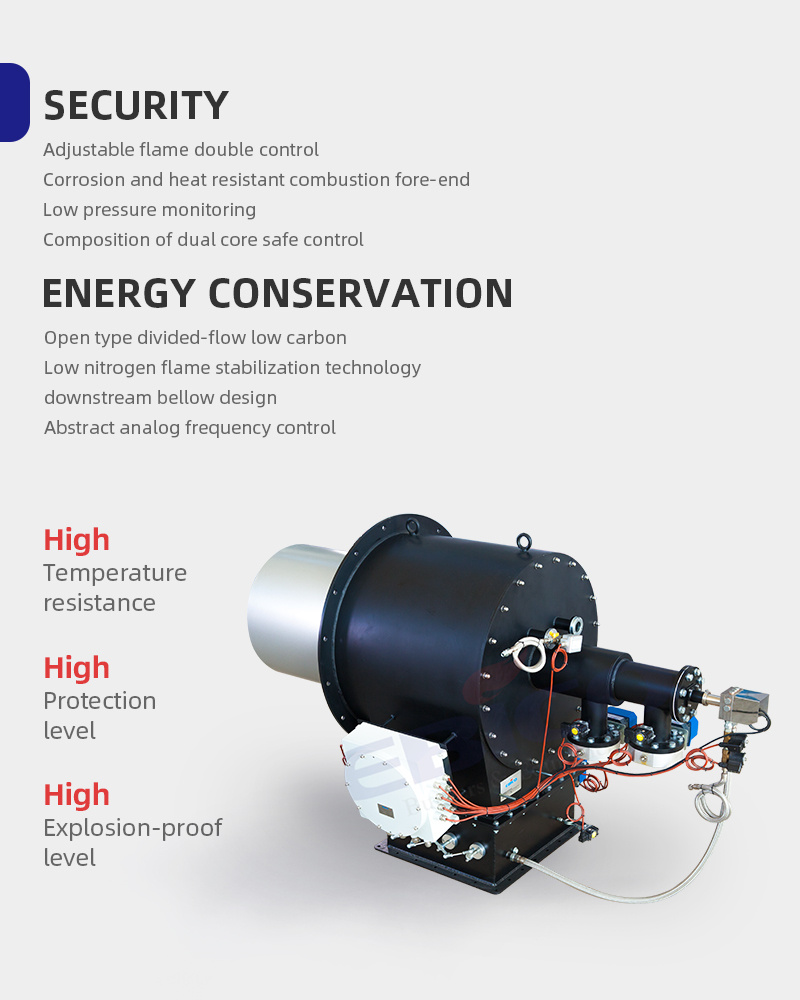 SECURITY
Adjustable flame double control
Corrosion and heat resistant combustion fore-end
Low pressure monitoring
Composition of dual core safe control
ENERGY CONSERVATION
Open type divided-flow low carbon
Low nitrogen flame stabilization technology
downstream bellow design
Abstract analog frequency control
High
Temperature
resistance
High
Protection
level
High
Explosion-proof
level